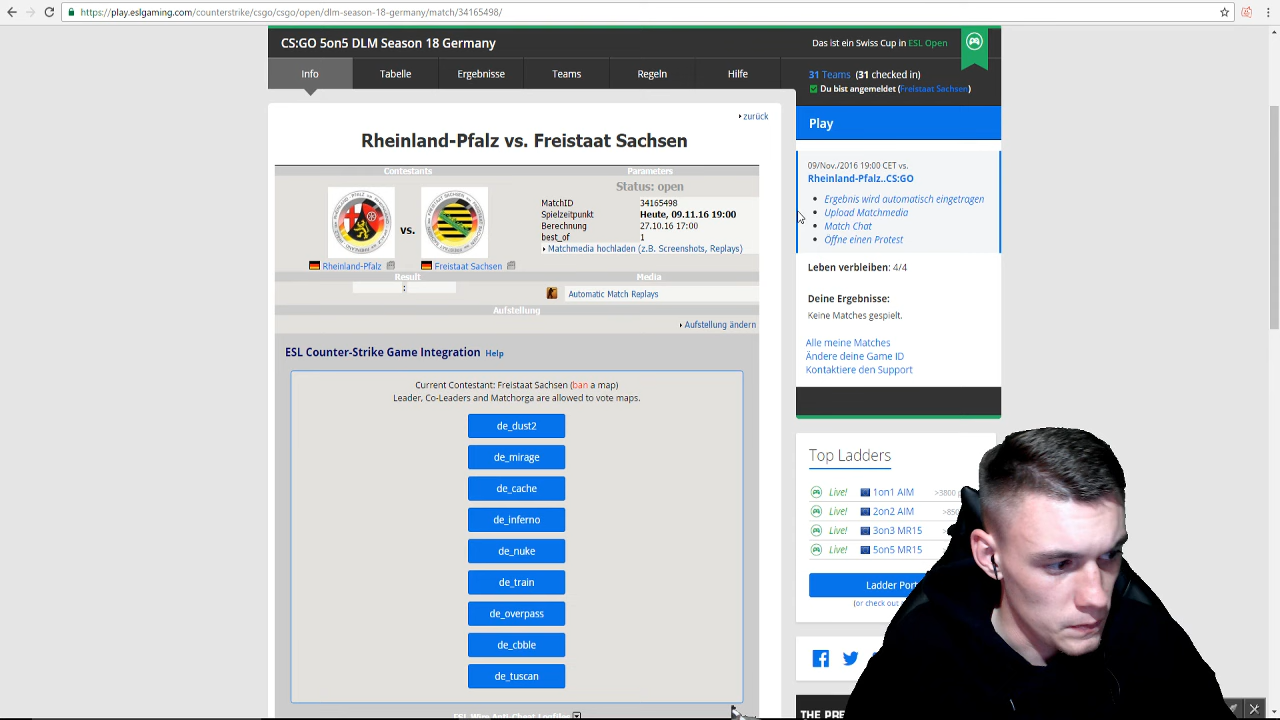 https://play.eslgaming.com/counterstrike/csgo/csgo/open/dlm-season-18-germany/match/34165498/
CS:GO 5on5 DLM Season 18 Germany
Das ist ein Swiss Cup in ESL Open
Info Tabelle Ergebnisse Teams Regeln Hilfe
31 Teams (31 checked in)
Du bist angemeldet (Freistaat Sachsen)
zurück
Rheinland-Pfalz vs. Freistaat Sachsen
Contestants
Parameters
Status: open
vs.
MatchID 34165498
Spielzeitpunkt Heute, 09.11.16 19:00
Berechnung 27.10.16 17:00
best_of 1
Matchmedia hochladen (z.B. Screenshots, Replays)
Rheinland-Pfalz
Freistaat Sachsen
Result
:
Media
Automatic Match Replays
Aufstellung
Aufstellung ändern
ESL Counter-Strike Game Integration Help
Current Contestant: Freistaat Sachsen (ban a map)
Leader, Co-Leaders and Matchorga are allowed to vote maps.
de_dust2
de_mirage
de_cache
de_inferno
de_nuke
de_train
de_overpass
de_cbble
de_tuscan
Play
09/Nov./2016 19:00 CET vs.
Rheinland-Pfalz..CS:GO
Ergebnis wird automatisch eingetragen
Upload Matchmedia
Match Chat
Öffne einen Protest
Leben verbleiben: 4/4
Deine Ergebnisse:
Keine Matches gespielt.
Alle meine Matches
Ändere deine Game ID
Kontaktiere den Support
Top Ladders
Live! 1on1 AIM >3800
Live! 2on2 AIM
Live! 3on3 MR15
Live! 5on5 MR15
Ladder
(or check out